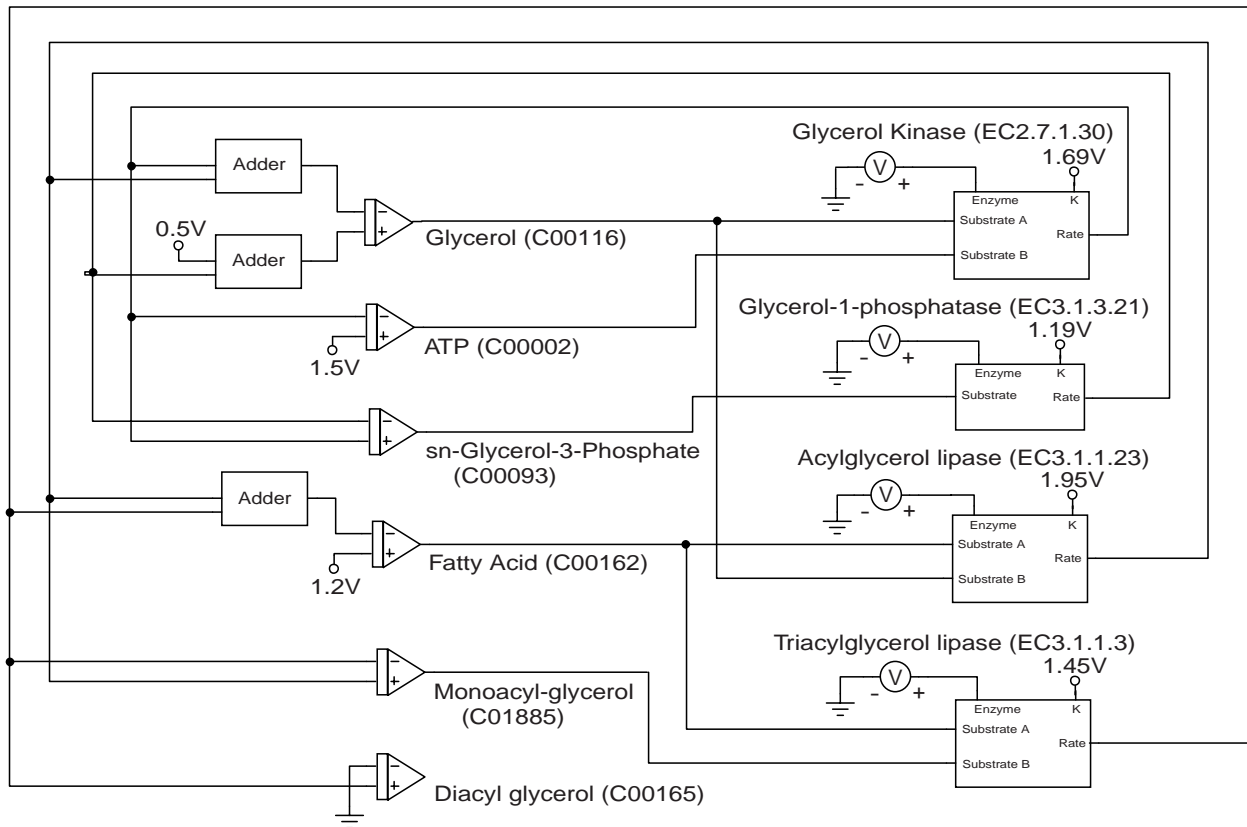 Glycerol Kinase (EC2.7.1.30)
V
- +
1.69V
Enzyme K
Substrate A
Rate
Substrate B
Adder
- +
0.5V
Adder
Glycerol (C00116)
- +
1.5V
ATP (C00002)
Glycerol-1-phosphatase (EC3.1.3.21)
V
- +
1.19V
Enzyme K
Substrate
Rate
- +
sn-Glycerol-3-Phosphate
(C00093)
Acylglycerol lipase (EC3.1.1.23)
V
- +
1.95V
Enzyme K
Substrate A
Rate
Substrate B
Adder
- +
1.2V
Fatty Acid (C00162)
Triacylglycerol lipase (EC3.1.1.3)
V
- +
1.45V
Enzyme K
Substrate A
Rate
Substrate B
- +
Monoacyl-glycerol
(C01885)
- +
Diacyl glycerol (C00165)